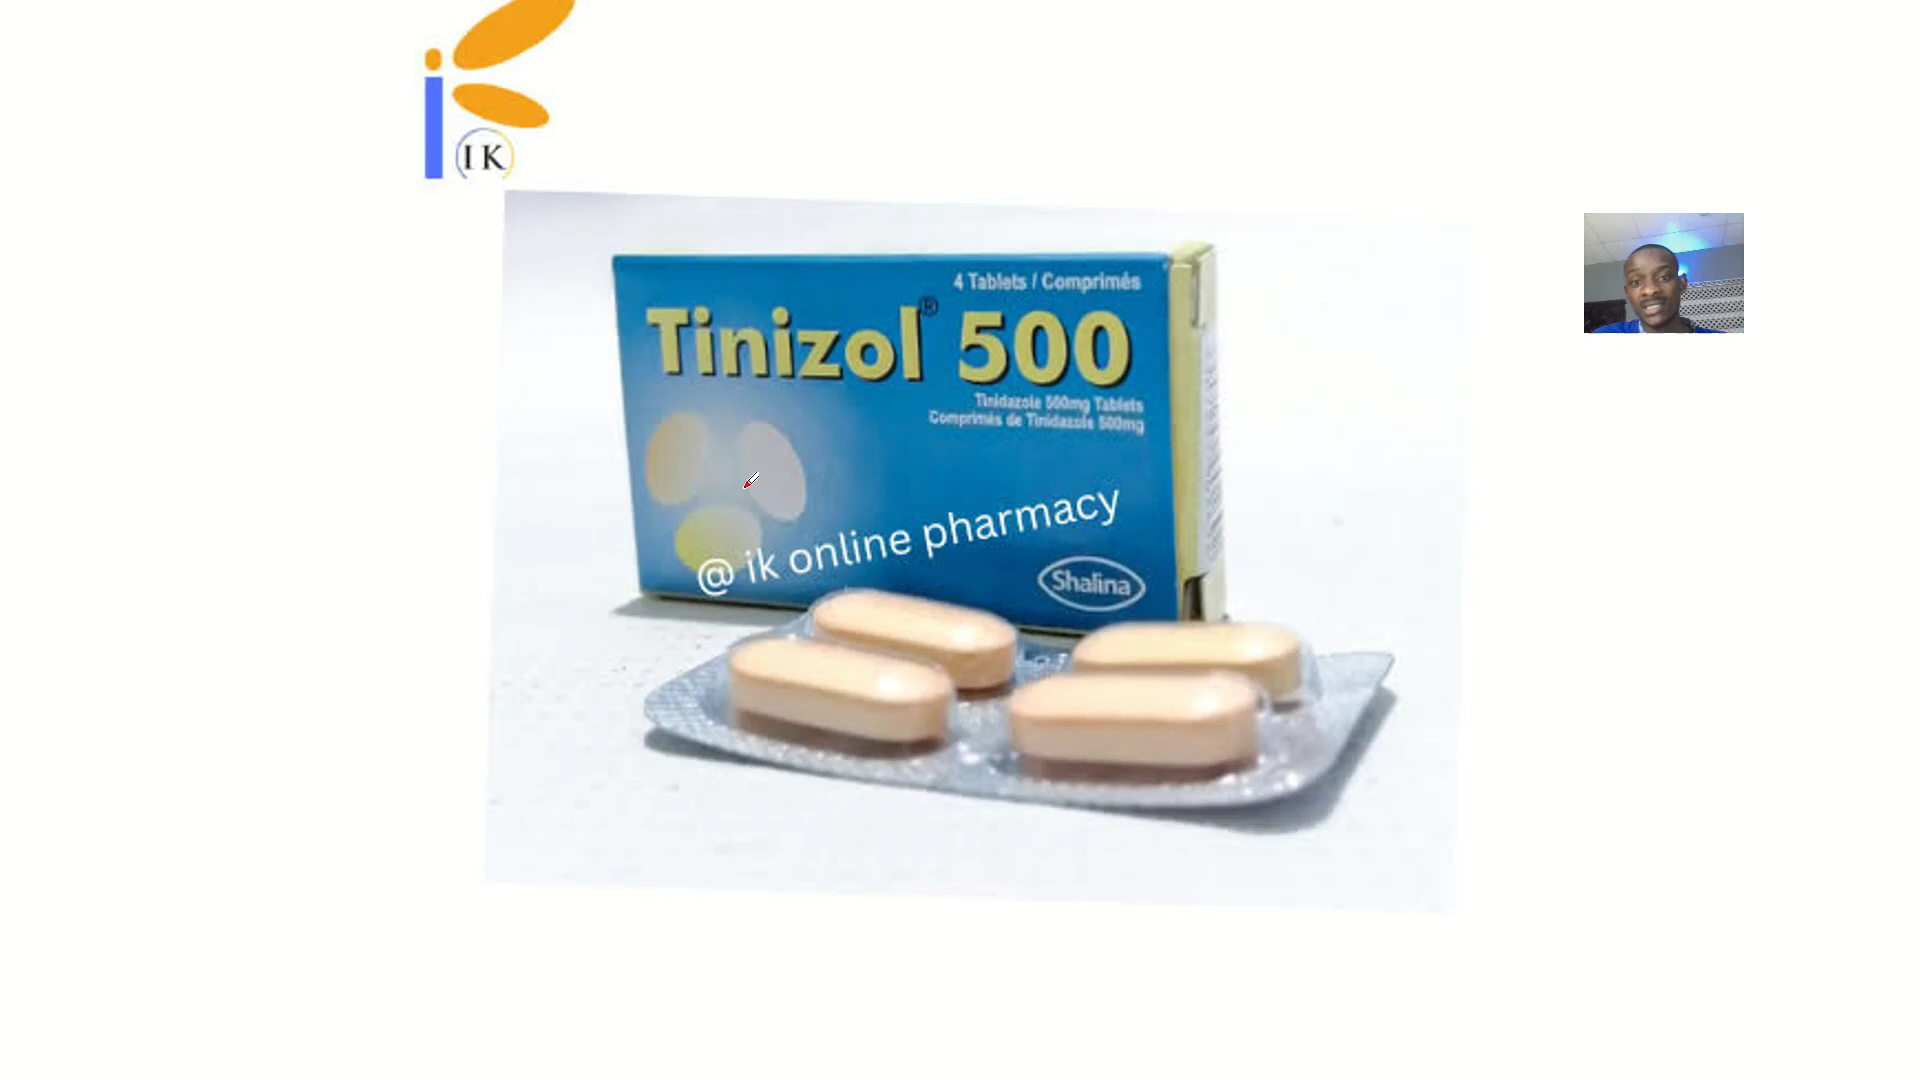 I K
4 Tablets / Comprimés
Tinizol® 500
Tinidazole 500mg Tablets
Comprimés de Tinidazole 500mg
@ ik online pharmacy
Shalina